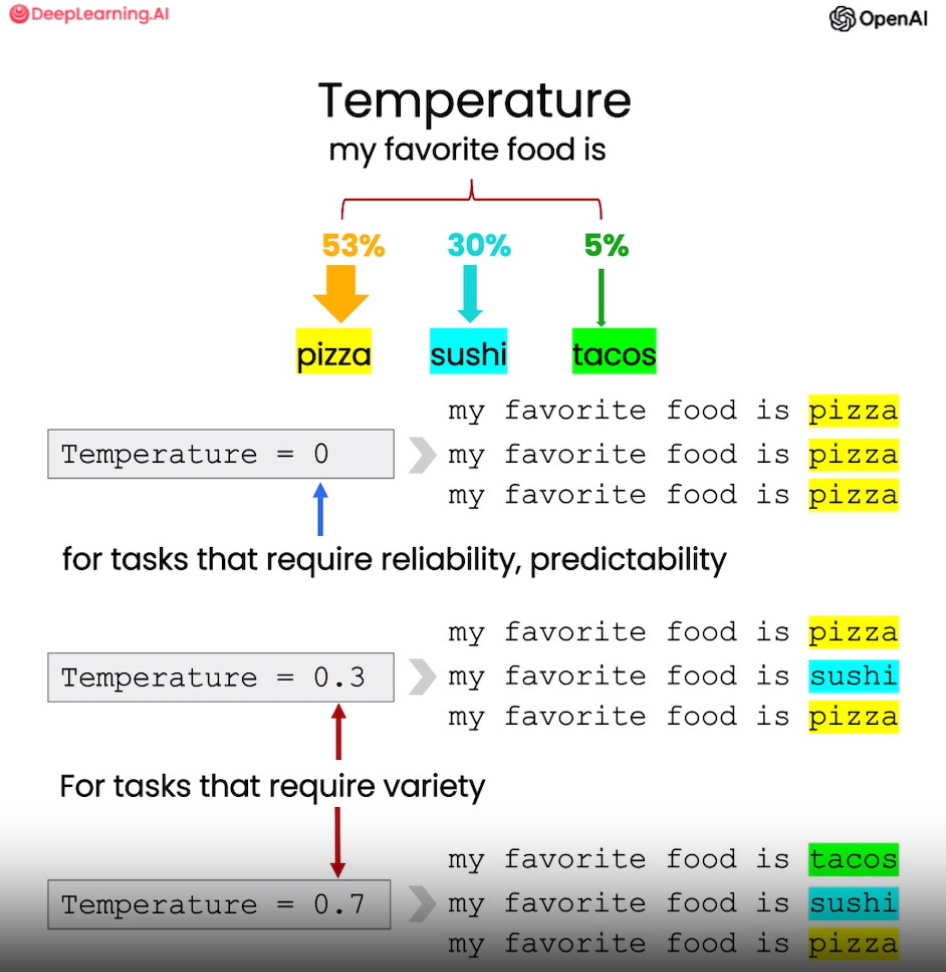 DeepLearning.AI
OpenAI
Temperature
my favorite food is
53% 30% 5%
pizza sushi tacos
my favorite food is pizza
Temperature = 0 my favorite food is pizza
my favorite food is pizza
for tasks that require reliability, predictability
my favorite food is pizza
Temperature = 0.3 my favorite food is sushi
my favorite food is pizza
For tasks that require variety
my favorite food is tacos
Temperature = 0.7 my favorite food is sushi
my favorite food is pizza